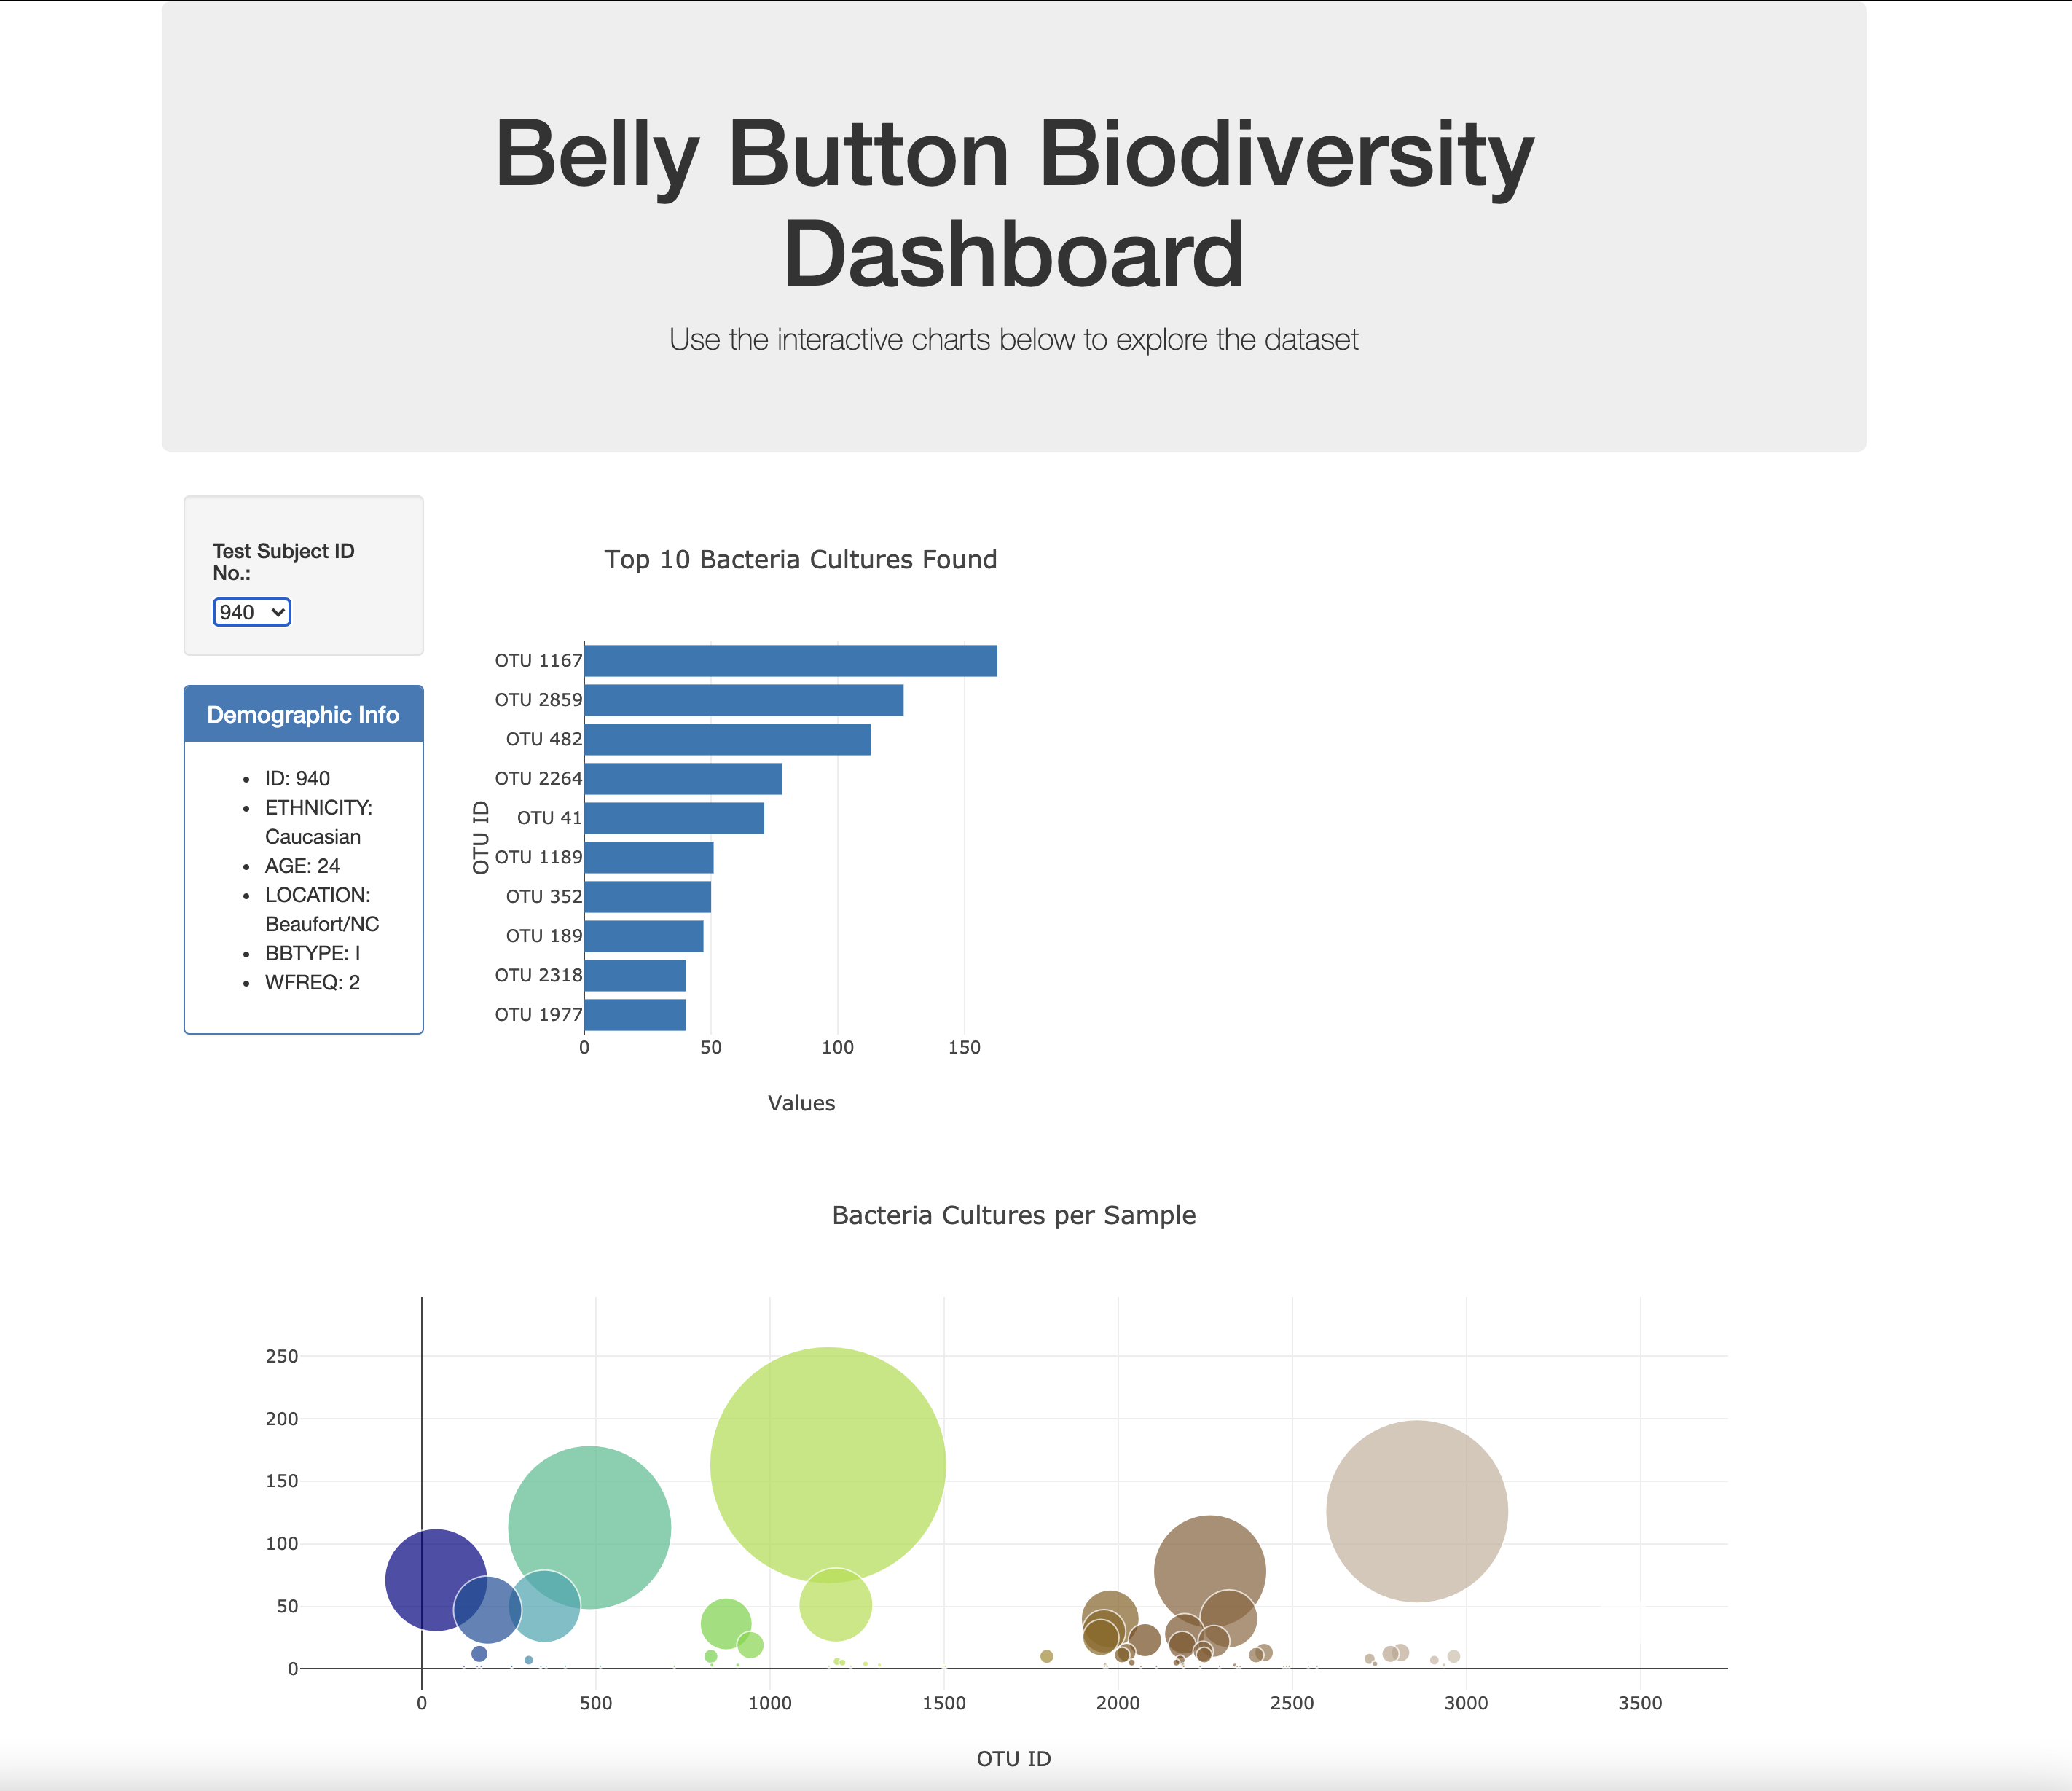 Belly Button Biodiversity
Dashboard
Use the interactive charts below to explore the dataset
Test Subject ID
No.:
940
Demographic Info
• ID: 940
• ETHNICITY:
Caucasian
• AGE: 24
• LOCATION:
Beaufort/NC
• BBTYPE: I
• WFREQ: 2
Top 10 Bacteria Cultures Found
OTU ID
OTU 1167
OTU 2859
OTU 482
OTU 2264
OTU 41
OTU 1189
OTU 352
OTU 189
OTU 2318
OTU 1977
0 50 100 150
Values
Bacteria Cultures per Sample
250
200
150
100
50
0
0 500 1000 1500 2000 2500 3000 3500
OTU ID